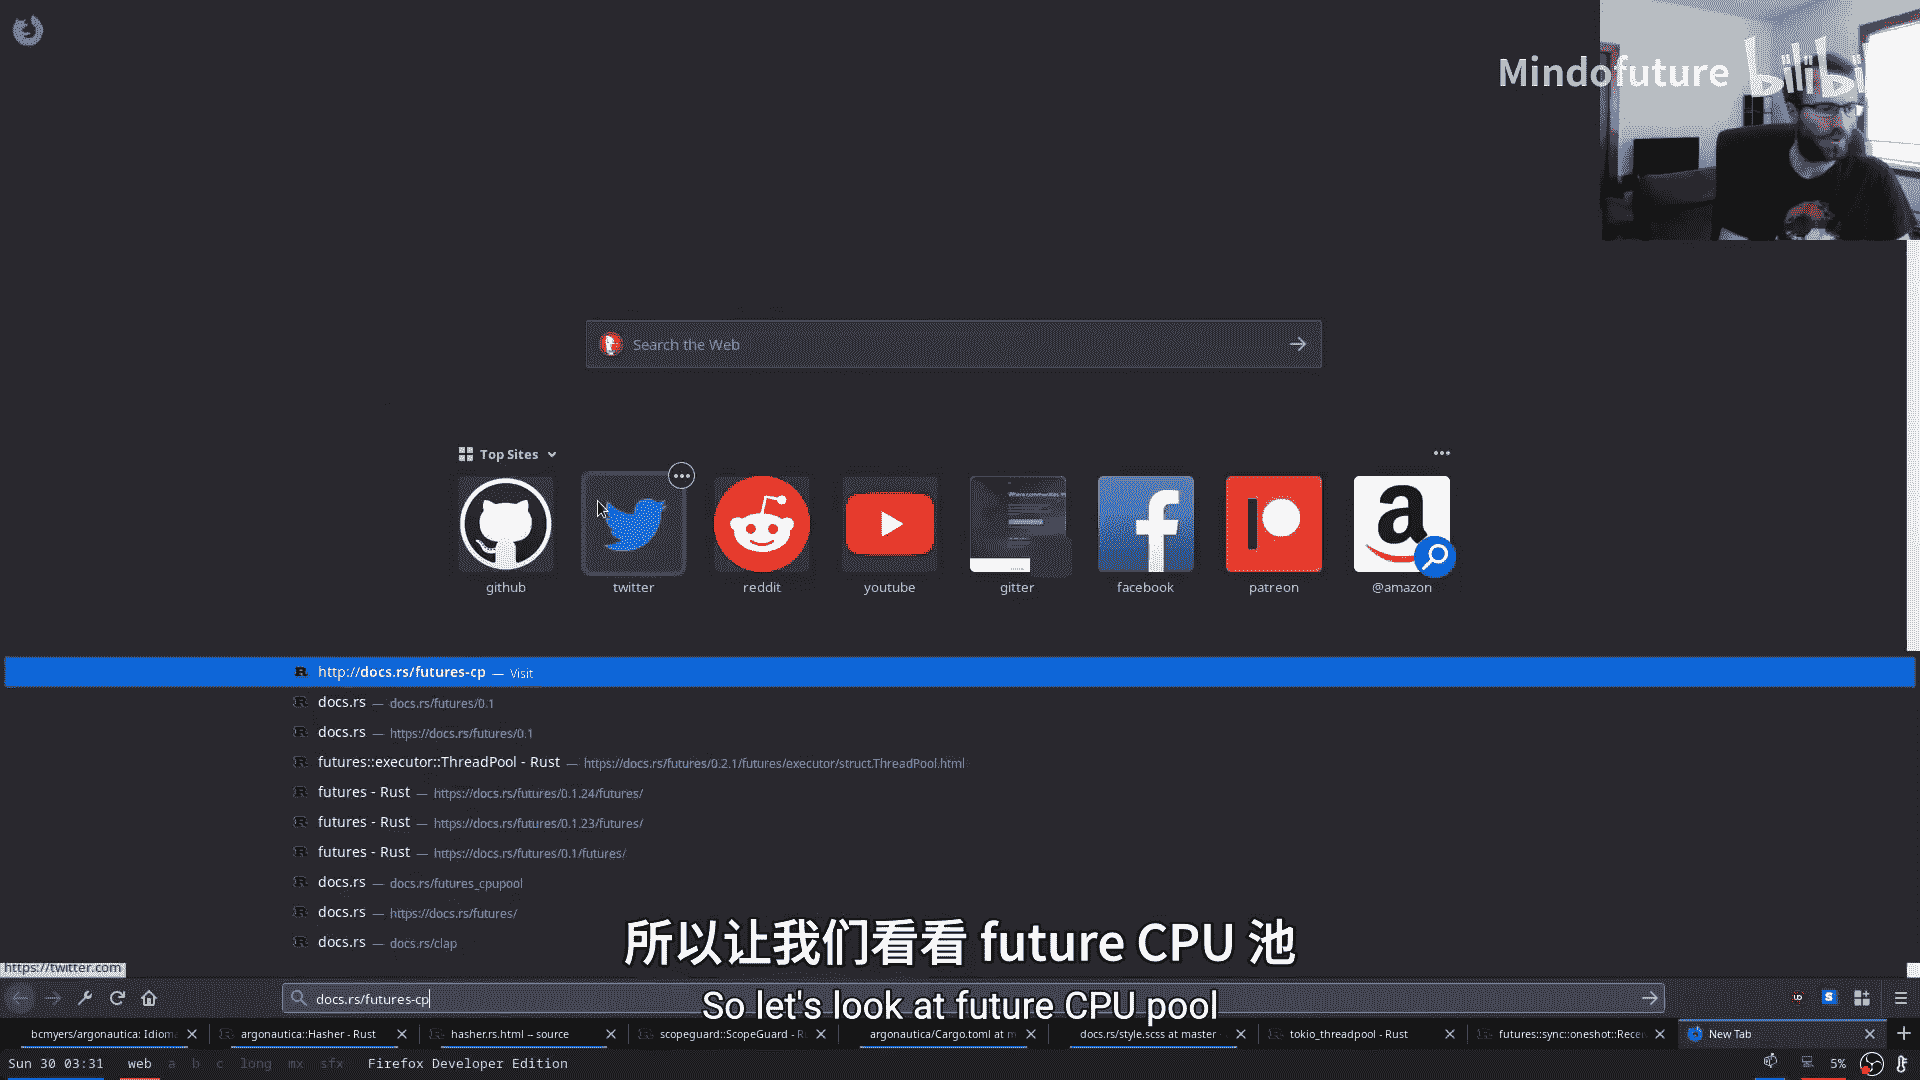 Mindofuture bilibili
Search the Web
Top Sites
github
twitter
reddit
youtube
gitter
facebook
patreon
@amazon
http://docs.rs/futures-cp — Visit
docs.rs — docs.rs/futures/0.1
docs.rs — https://docs.rs/futures/0.1
futures::executor::ThreadPool - Rust — https://docs.rs/futures/0.2.1/futures/executor/struct.ThreadPool.html
futures - Rust — https://docs.rs/futures/0.1.24/futures/
futures - Rust — https://docs.rs/futures/0.1.23/futures/
futures - Rust — https://docs.rs/futures/0.1/futures/
docs.rs — docs.rs/futures_cpupool
docs.rs — https://docs.rs/futures/
docs.rs — docs.rs/clap
所以让我们看看 future CPU 池
https://twitter.com
docs.rs/futures-cp
So let's look at future CPU pool
bcmyers/argonautica: Idiom
argonautica::Hasher - Rust
hasher.rs.html -- source
scopeguard::ScopeGuard - R
argonautica/Cargo.toml at m
docs.rs/style.scss at master
tokio_threadpool - Rust
futures::sync::oneshot::Rece
New Tab
Sun 30 03:31 web a b c long mx sfx Firefox Developer Edition
5%